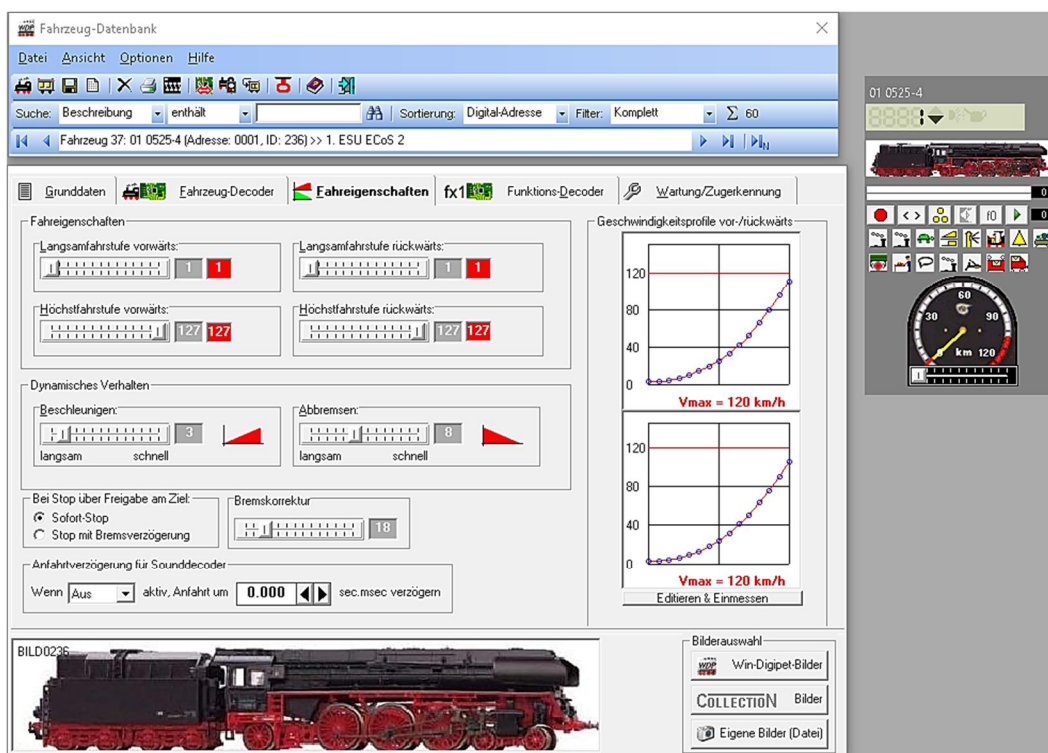 Fahrzeug-Datenbank
Datei Ansicht Optionen Hilfe
Suche: Beschreibung enthält Sortierung: Digital-Adresse Filter: Komplett Σ 60
Fahrzeug 37: 01 0525-4 (Adresse: 0001, ID: 236) >> 1. ESU ECoS 2
Grunddaten Fahrzeug-Decoder Fahreigenschaften fx1 Funktions-Decoder Wartung/Zugerkennung
Fahreigenschaften
Langsamfahrstufe vorwärts: Langsamfahrstufe rückwärts:
1 1 1 1
Höchstfahrstufe vorwärts: Höchstfahrstufe rückwärts:
127 127 127 127
Dynamisches Verhalten
Beschleunigen: Abbremsen:
3 8
langsam schnell langsam schnell
Bei Stop über Freigabe am Ziel: Bremskorrektur
Sofort-Stop
Stop mit Bremsverzögerung
18
Anfahrtverzögerung für Sounddecoder
Wenn Aus aktiv, Anfahrt um 0.000 sec.msec verzögern
Geschwindigkeitsprofile vor-/rückwärts
120
80
40
0
Vmax = 120 km/h
120
80
40
0
Vmax = 120 km/h
Editieren & Einmessen
BILD0236
Bilderauswahl
WDP Win-Digipet-Bilder
COLLECTION Bilder
Eigene Bilder (Datei)
01 0525-4
1
0
< > f0 0
60
30 90
0 km 120